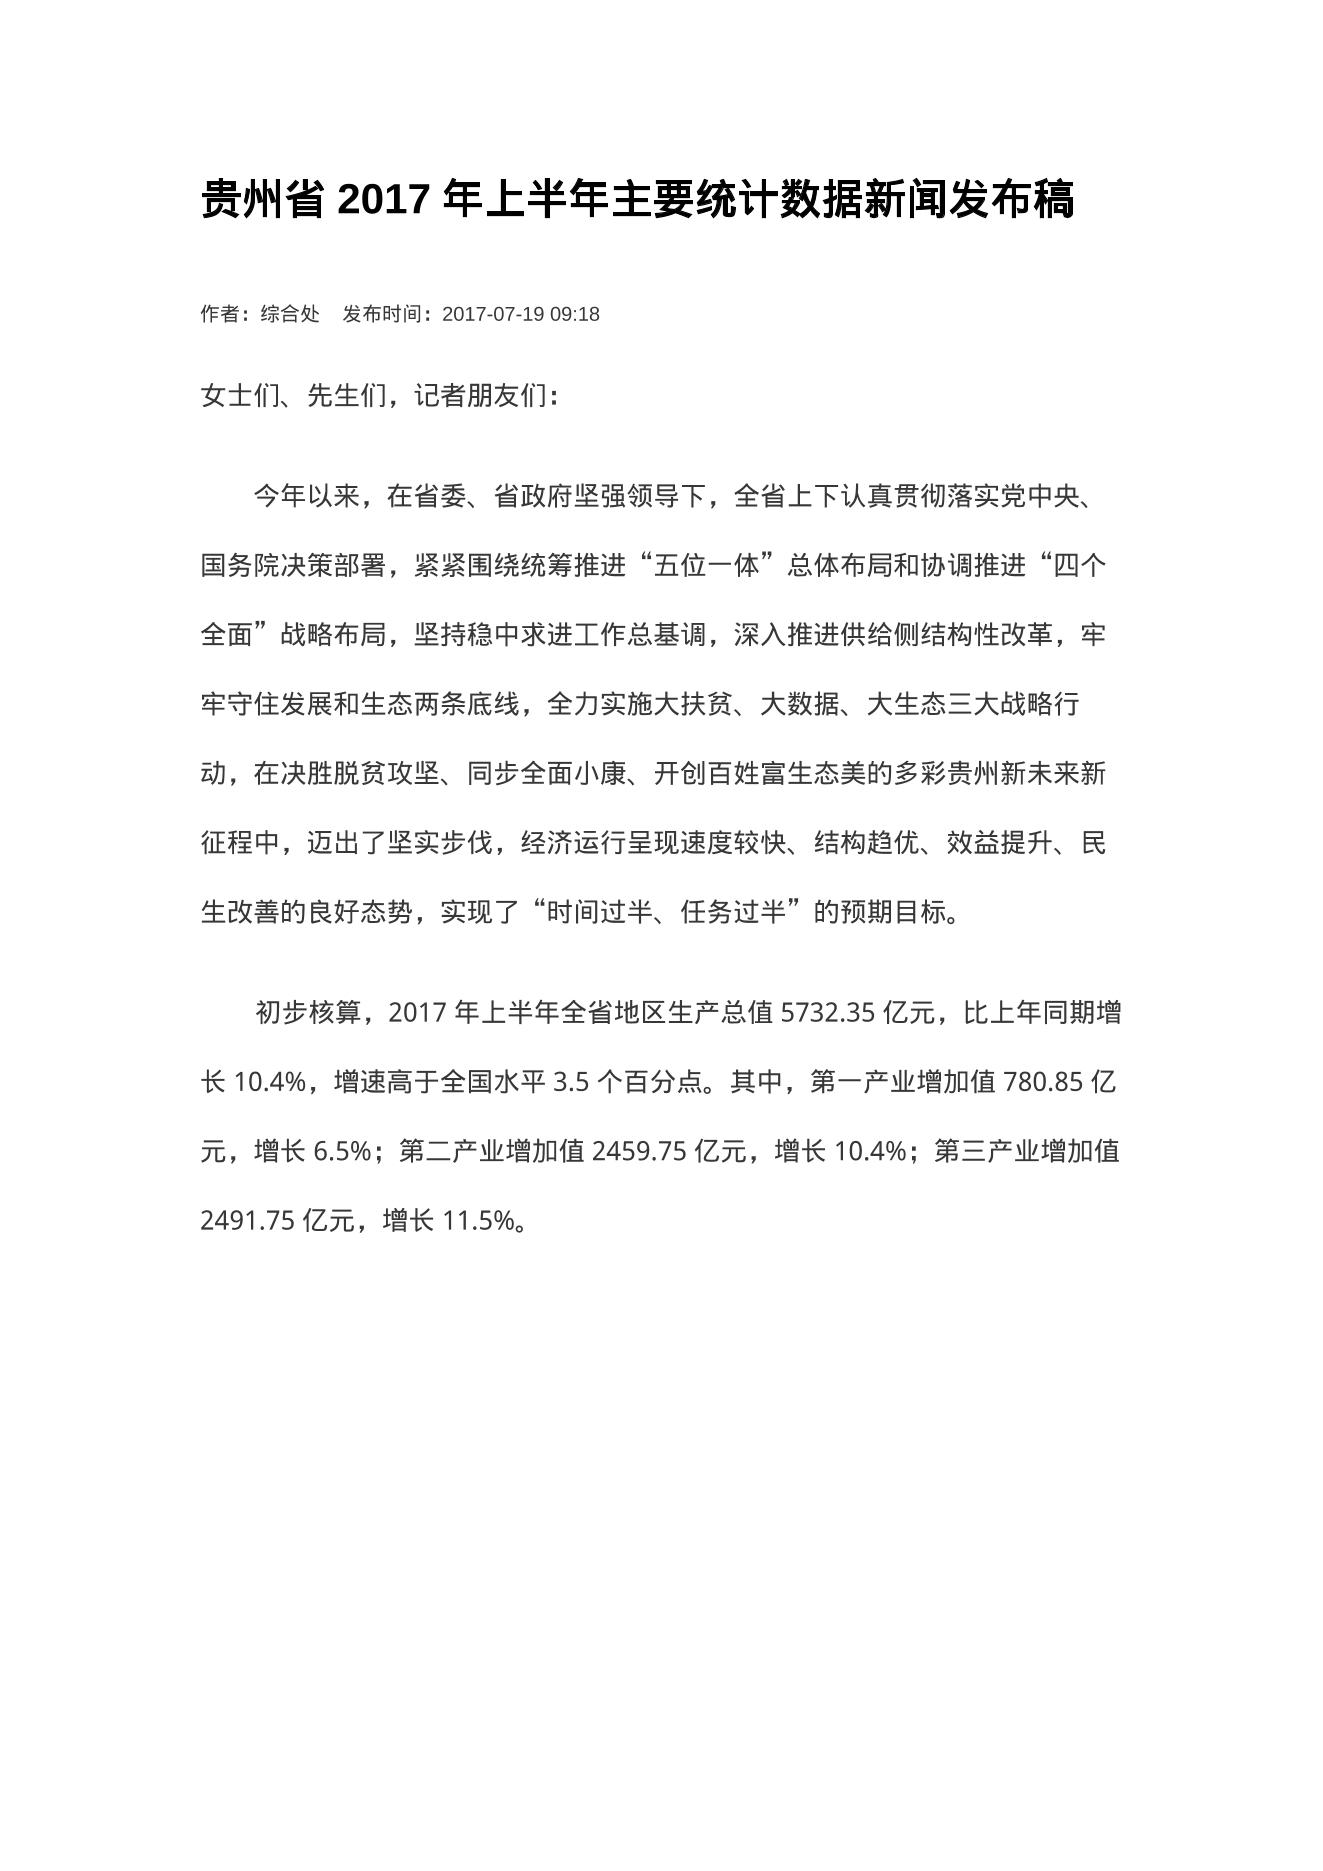 贵州省 2017 年上半年主要统计数据新闻发布稿
作者：综合处 发布时间：2017-07-19 09:18
女士们、先生们，记者朋友们：
今年以来，在省委、省政府坚强领导下，全省上下认真贯彻落实党中央、
国务院决策部署，紧紧围绕统筹推进“五位一体”总体布局和协调推进“四个
全面”战略布局，坚持稳中求进工作总基调，深入推进供给侧结构性改革，牢
牢守住发展和生态两条底线，全力实施大扶贫、大数据、大生态三大战略行
动，在决胜脱贫攻坚、同步全面小康、开创百姓富生态美的多彩贵州新未来新
征程中，迈出了坚实步伐，经济运行呈现速度较快、结构趋优、效益提升、民
生改善的良好态势，实现了“时间过半、任务过半”的预期目标。
初步核算，2017 年上半年全省地区生产总值 5732.35 亿元，比上年同期增
长 10.4%，增速高于全国水平 3.5 个百分点。其中，第一产业增加值 780.85 亿
元，增长 6.5%；第二产业增加值 2459.75 亿元，增长 10.4%；第三产业增加值
2491.75 亿元，增长 11.5%。